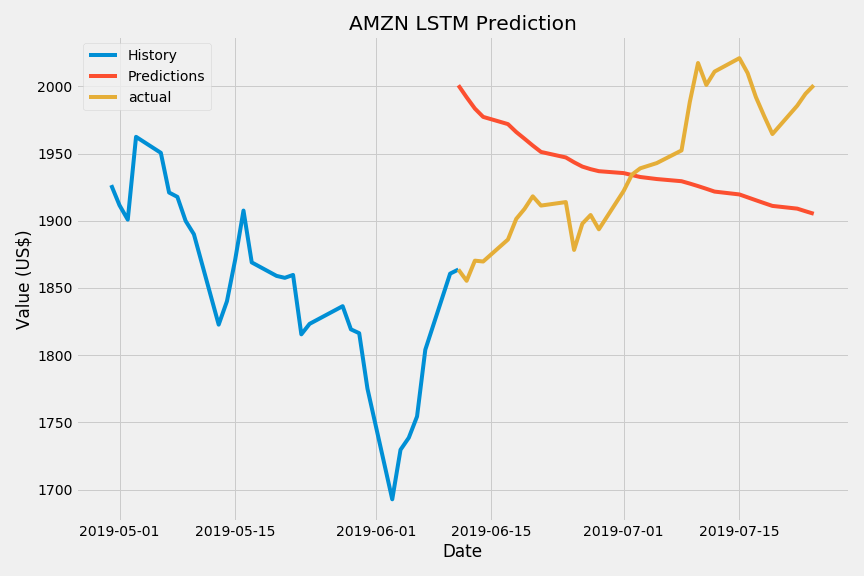 AMZN LSTM Prediction
History
Predictions
actual
Value (US$)
2000
1950
1900
1850
1800
1750
1700
2019-05-01 2019-05-15 2019-06-01 2019-06-15 2019-07-01 2019-07-15
Date